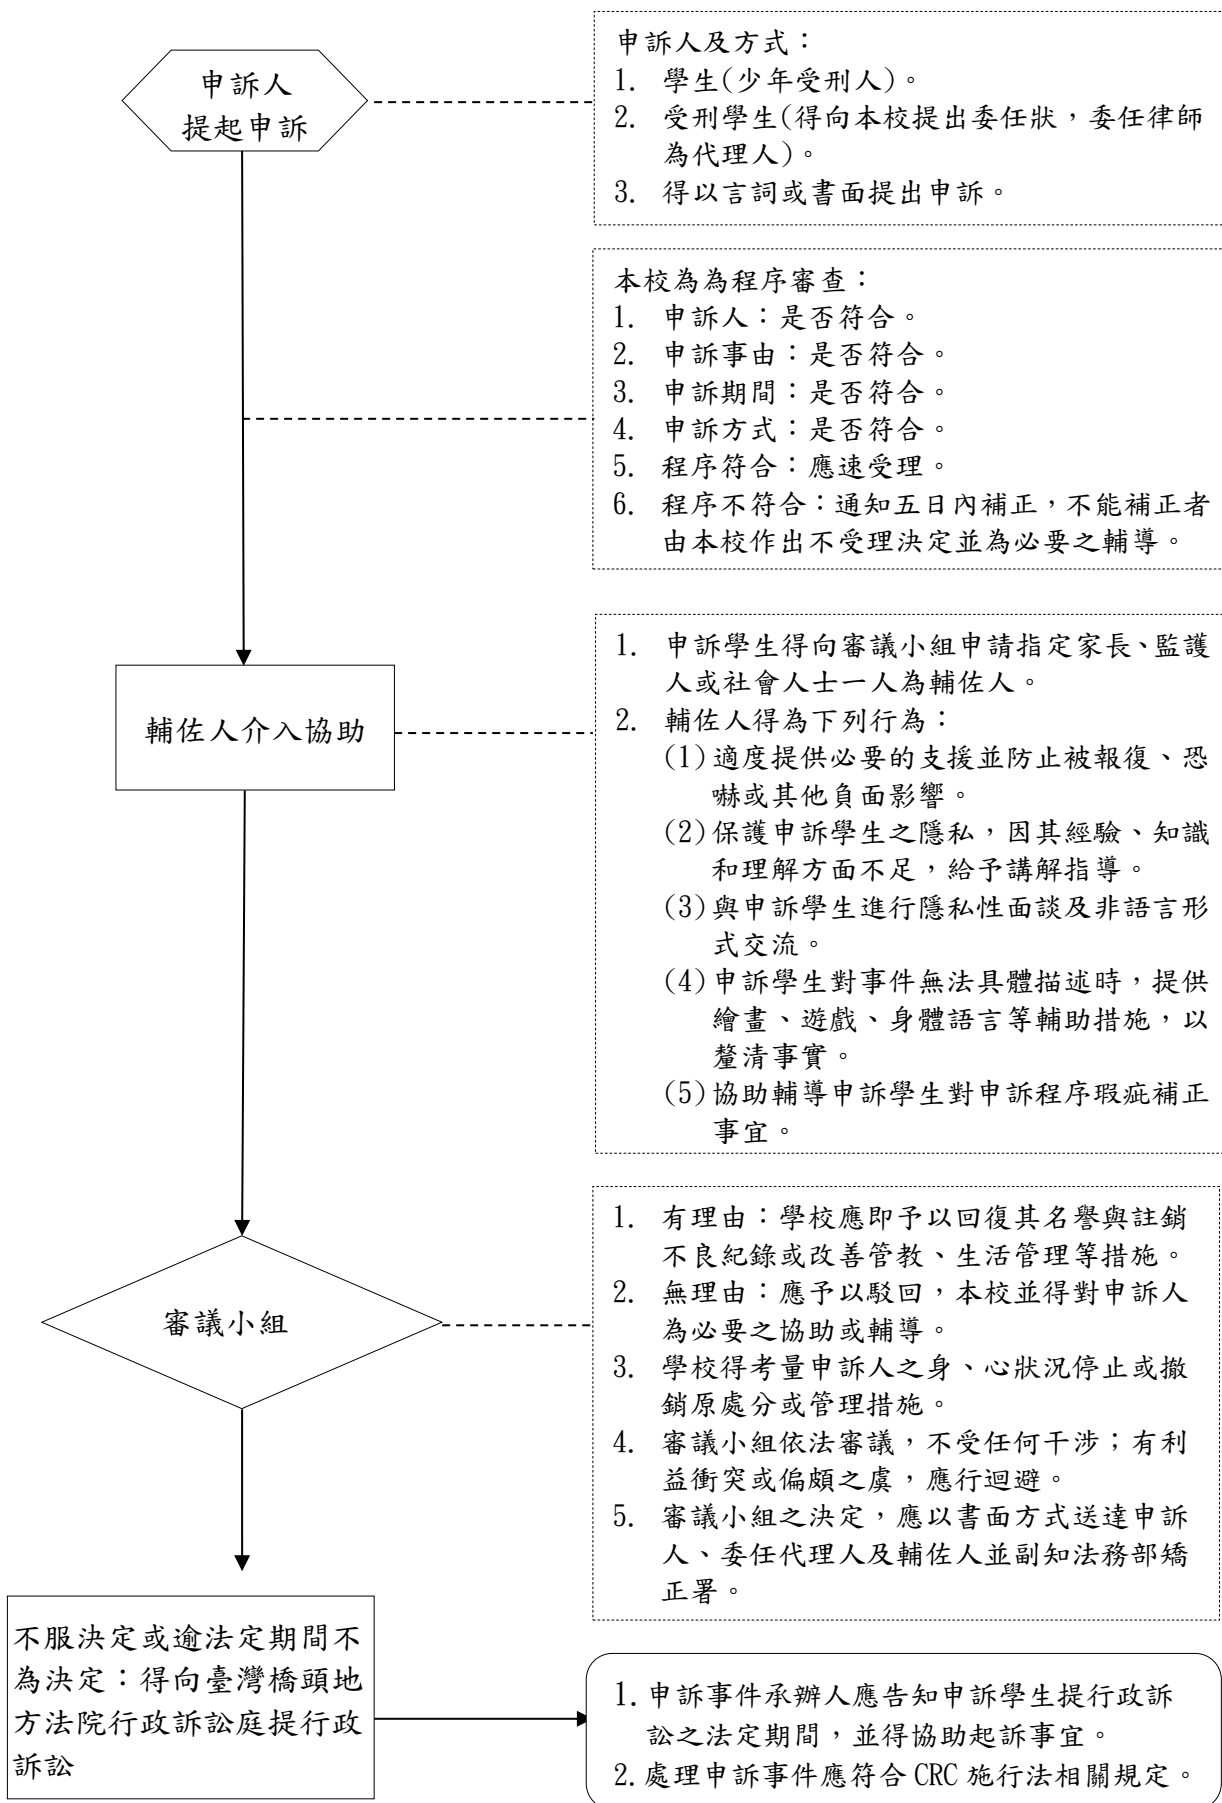 申訴人
提起申訴
申訴人及方式：
1. 學生(少年受刑人)。
2. 受刑學生(得向本校提出委任狀，委任律師
為代理人)。
3. 得以言詞或書面提出申訴。
本校為為程序審查：
1. 申訴人：是否符合。
2. 申訴事由：是否符合。
3. 申訴期間：是否符合。
4. 申訴方式：是否符合。
5. 程序符合：應速受理。
6. 程序不符合：通知五日內補正，不能補正者
由本校作出不受理決定並為必要之輔導。
輔佐人介入協助
1. 申訴學生得向審議小組申請指定家長、監護
人或社會人士一人為輔佐人。
2. 輔佐人得為下列行為：
(1)適度提供必要的支援並防止被報復、恐
嚇或其他負面影響。
(2)保護申訴學生之隱私，因其經驗、知識
和理解方面不足，給予講解指導。
(3)與申訴學生進行隱私性面談及非語言形
式交流。
(4)申訴學生對事件無法具體描述時，提供
繪畫、遊戲、身體語言等輔助措施，以
釐清事實。
(5)協助輔導申訴學生對申訴程序瑕疵補正
事宜。
審議小組
1. 有理由：學校應即予以回復其名譽與註銷
不良紀錄或改善管教、生活管理等措施。
2. 無理由：應予以駁回，本校並得對申訴人
為必要之協助或輔導。
3. 學校得考量申訴人之身、心狀況停止或撤
銷原處分或管理措施。
4. 審議小組依法審議，不受任何干涉；有利
益衝突或偏頗之虞，應行迴避。
5. 審議小組之決定，應以書面方式送達申訴
人、委任代理人及輔佐人並副知法務部矯
正署。
不服決定或逾法定期間不
為決定：得向臺灣橋頭地
方法院行政訴訟庭提行政
訴訟
1.申訴事件承辦人應告知申訴學生提行政訴
訟之法定期間，並得協助起訴事宜。
2.處理申訴事件應符合 CRC 施行法相關規定。